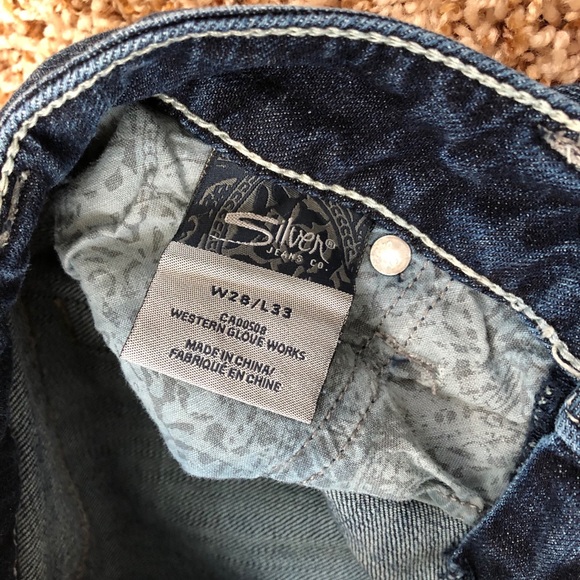 Silver®
JEANS CO.
W28/L33
CA00508
WESTERN GLOVE WORKS
MADE IN CHINA/
FABRIQUÉ EN CHINE